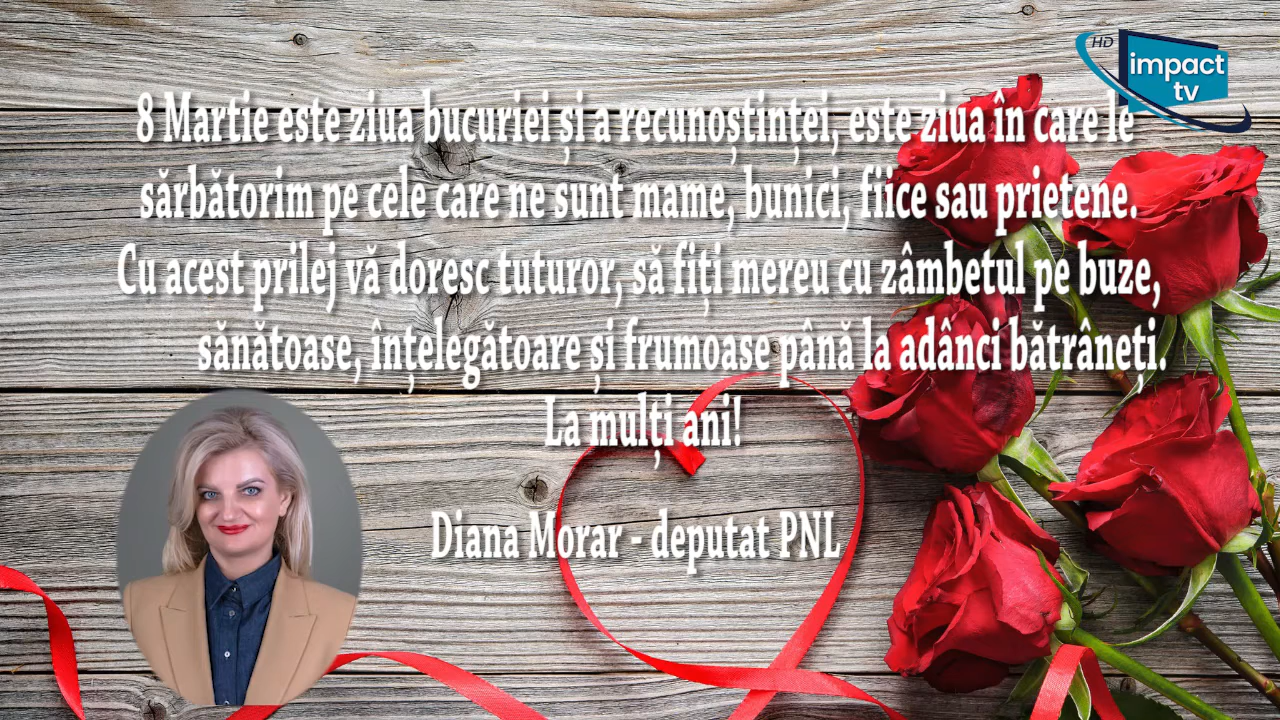 HD
impact
tv
8 Martie este ziua bucuriei și a recunoștinței, este ziua în care le
sărbătorim pe cele care ne sunt mame, bunici, fiice sau prietene.
Cu acest prilej vă doresc tuturor, să fiți mereu cu zâmbetul pe buze,
sănătoase, înțelegătoare și frumoase până la adânci bătrâneți.
La mulți ani!
Diana Morar - deputat PNL